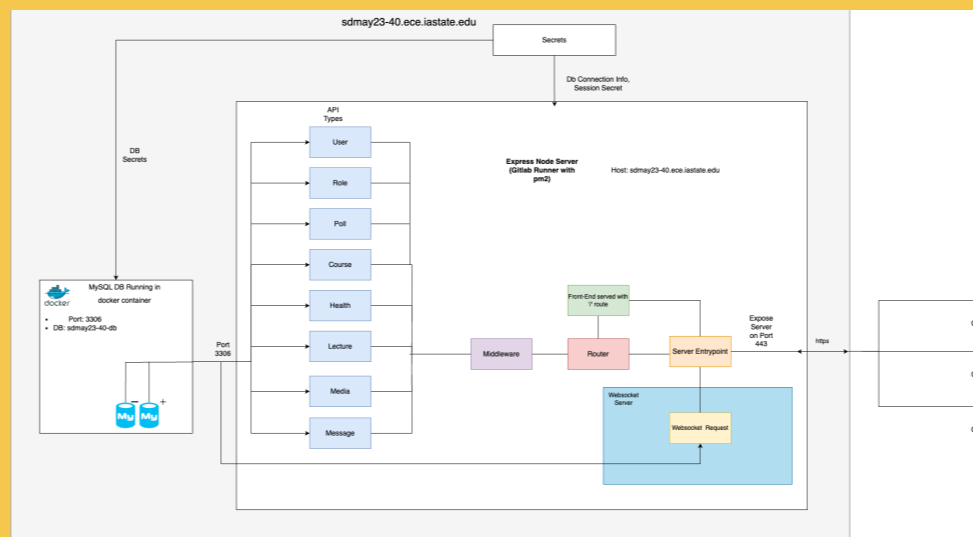 sdmay23-40.ece.iastate.edu
Secrets
Db Connection Info,
Session Secret
DB
Secrets
API
Types
User
Role
Poll
Course
Health
Lecture
Media
Message
Express Node Server
(Gitlab Runner with
pm2)
Host: sdmay23-40.ece.iastate.edu
docker
MySQL DB Running in
docker container
• Port: 3306
• DB: sdmay23-40-db
My
My
− +
Port
3306
Middleware
Front-End served with
'/' route
Router
Server Entrypoint
Expose
Server
on Port
443
https
Websocket
Server
Websocket Request